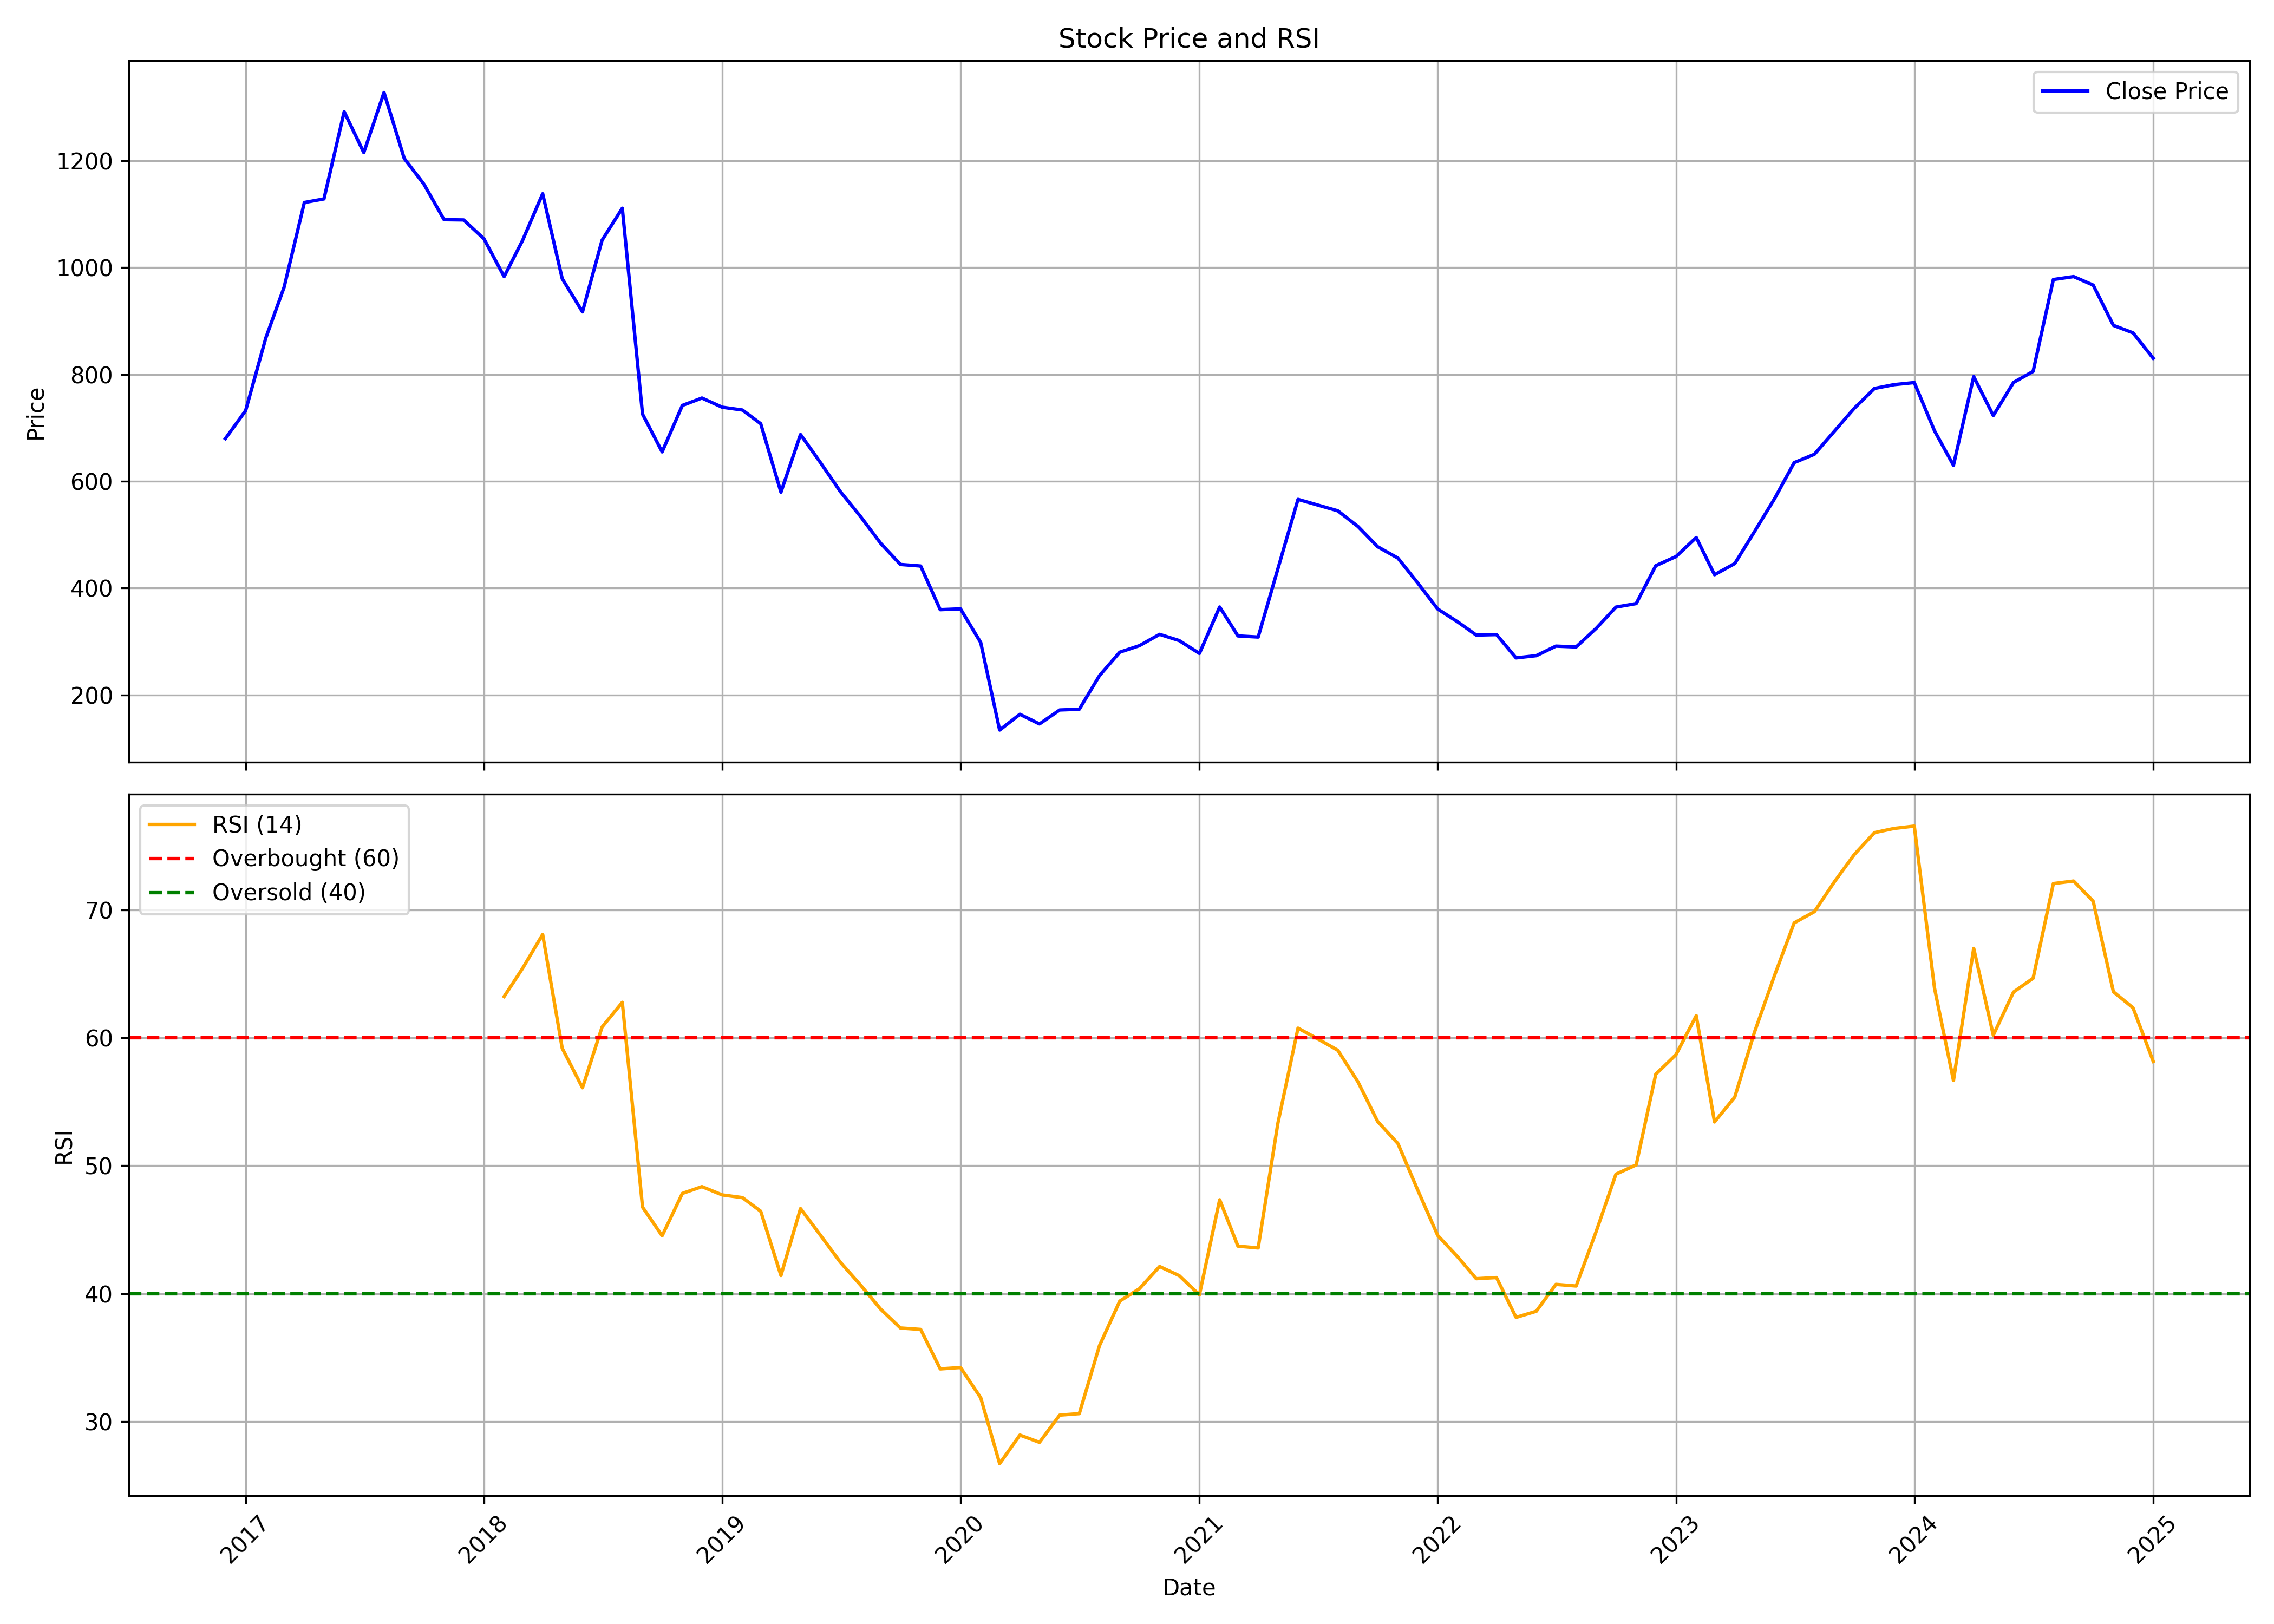 Stock Price and RSI
Close Price
Price
1200
1000
800
600
400
200
RSI (14)
Overbought (60)
Oversold (40)
RSI
70
60
50
40
30
2017
2018
2019
2020
2021
2022
2023
2024
2025
Date